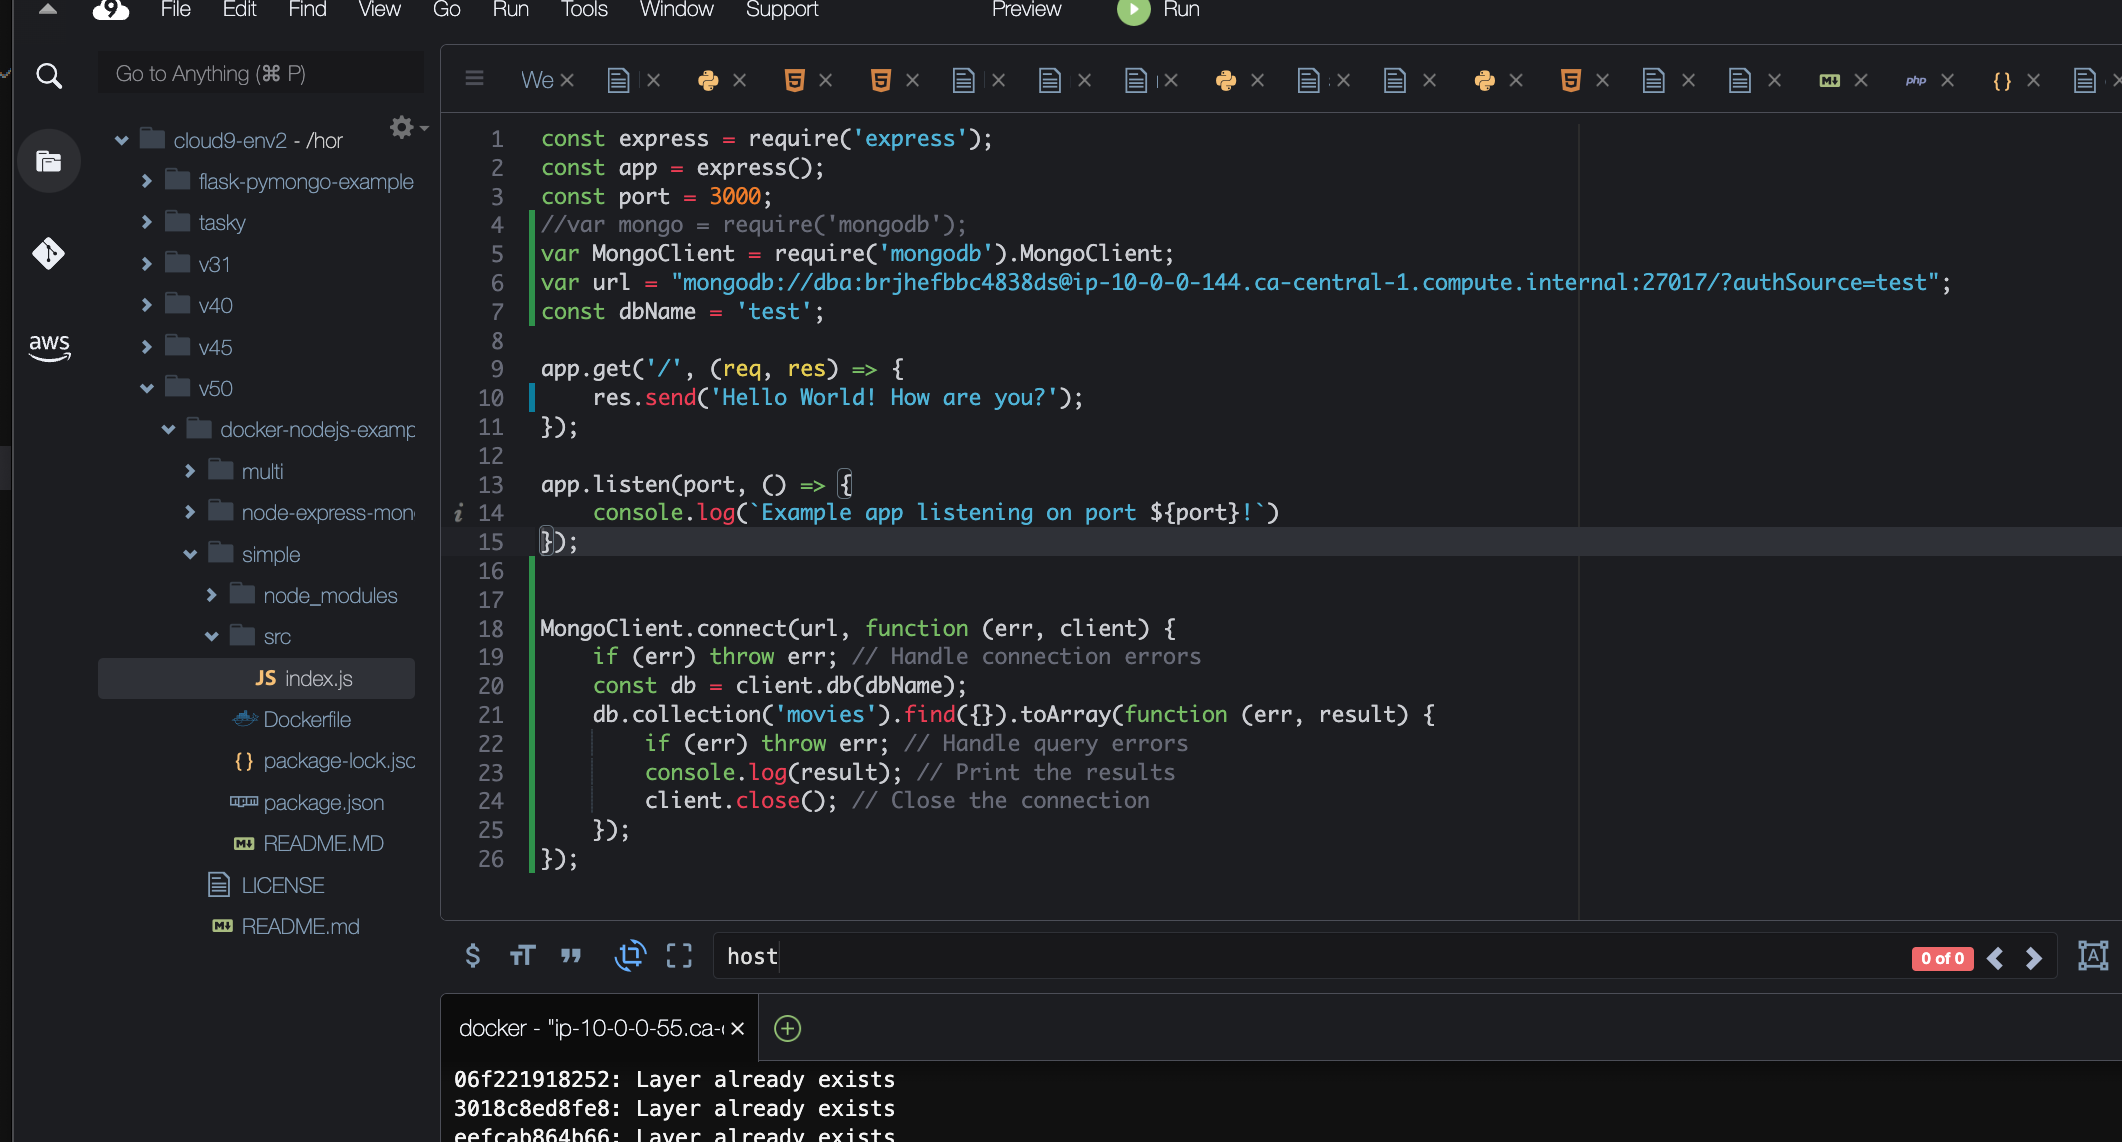 File Edit Find View Go Run Tools Window Support Preview Run
Go to Anything (⌘ P)
We
php
cloud9-env2 - /hor
flask-pymongo-example
tasky
v31
v40
v45
v50
docker-nodejs-examp
multi
node-express-mon
simple
node_modules
src
JS index.js
Dockerfile
{} package-lock.jsc
package.json
README.MD
LICENSE
README.md
aws
1 const express = require('express');
2 const app = express();
3 const port = 3000;
4 //var mongo = require('mongodb');
5 var MongoClient = require('mongodb').MongoClient;
6 var url = "mongodb://dba:brjhefbbc4838ds@ip-10-0-0-144.ca-central-1.compute.internal:27017/?authSource=test";
7 const dbName = 'test';
8
9 app.get('/', (req, res) => {
10 res.send('Hello World! How are you?');
11 });
12
13 app.listen(port, () => {
14 console.log(`Example app listening on port ${port}!`)
15 });
16
17
18 MongoClient.connect(url, function (err, client) {
19 if (err) throw err; // Handle connection errors
20 const db = client.db(dbName);
21 db.collection('movies').find({}).toArray(function (err, result) {
22 if (err) throw err; // Handle query errors
23 console.log(result); // Print the results
24 client.close(); // Close the connection
25 });
26 });
host
0 of 0
docker - "ip-10-0-0-55.ca-
06f221918252: Layer already exists
3018c8ed8fe8: Layer already exists
eefcab864b66: Layer already exists